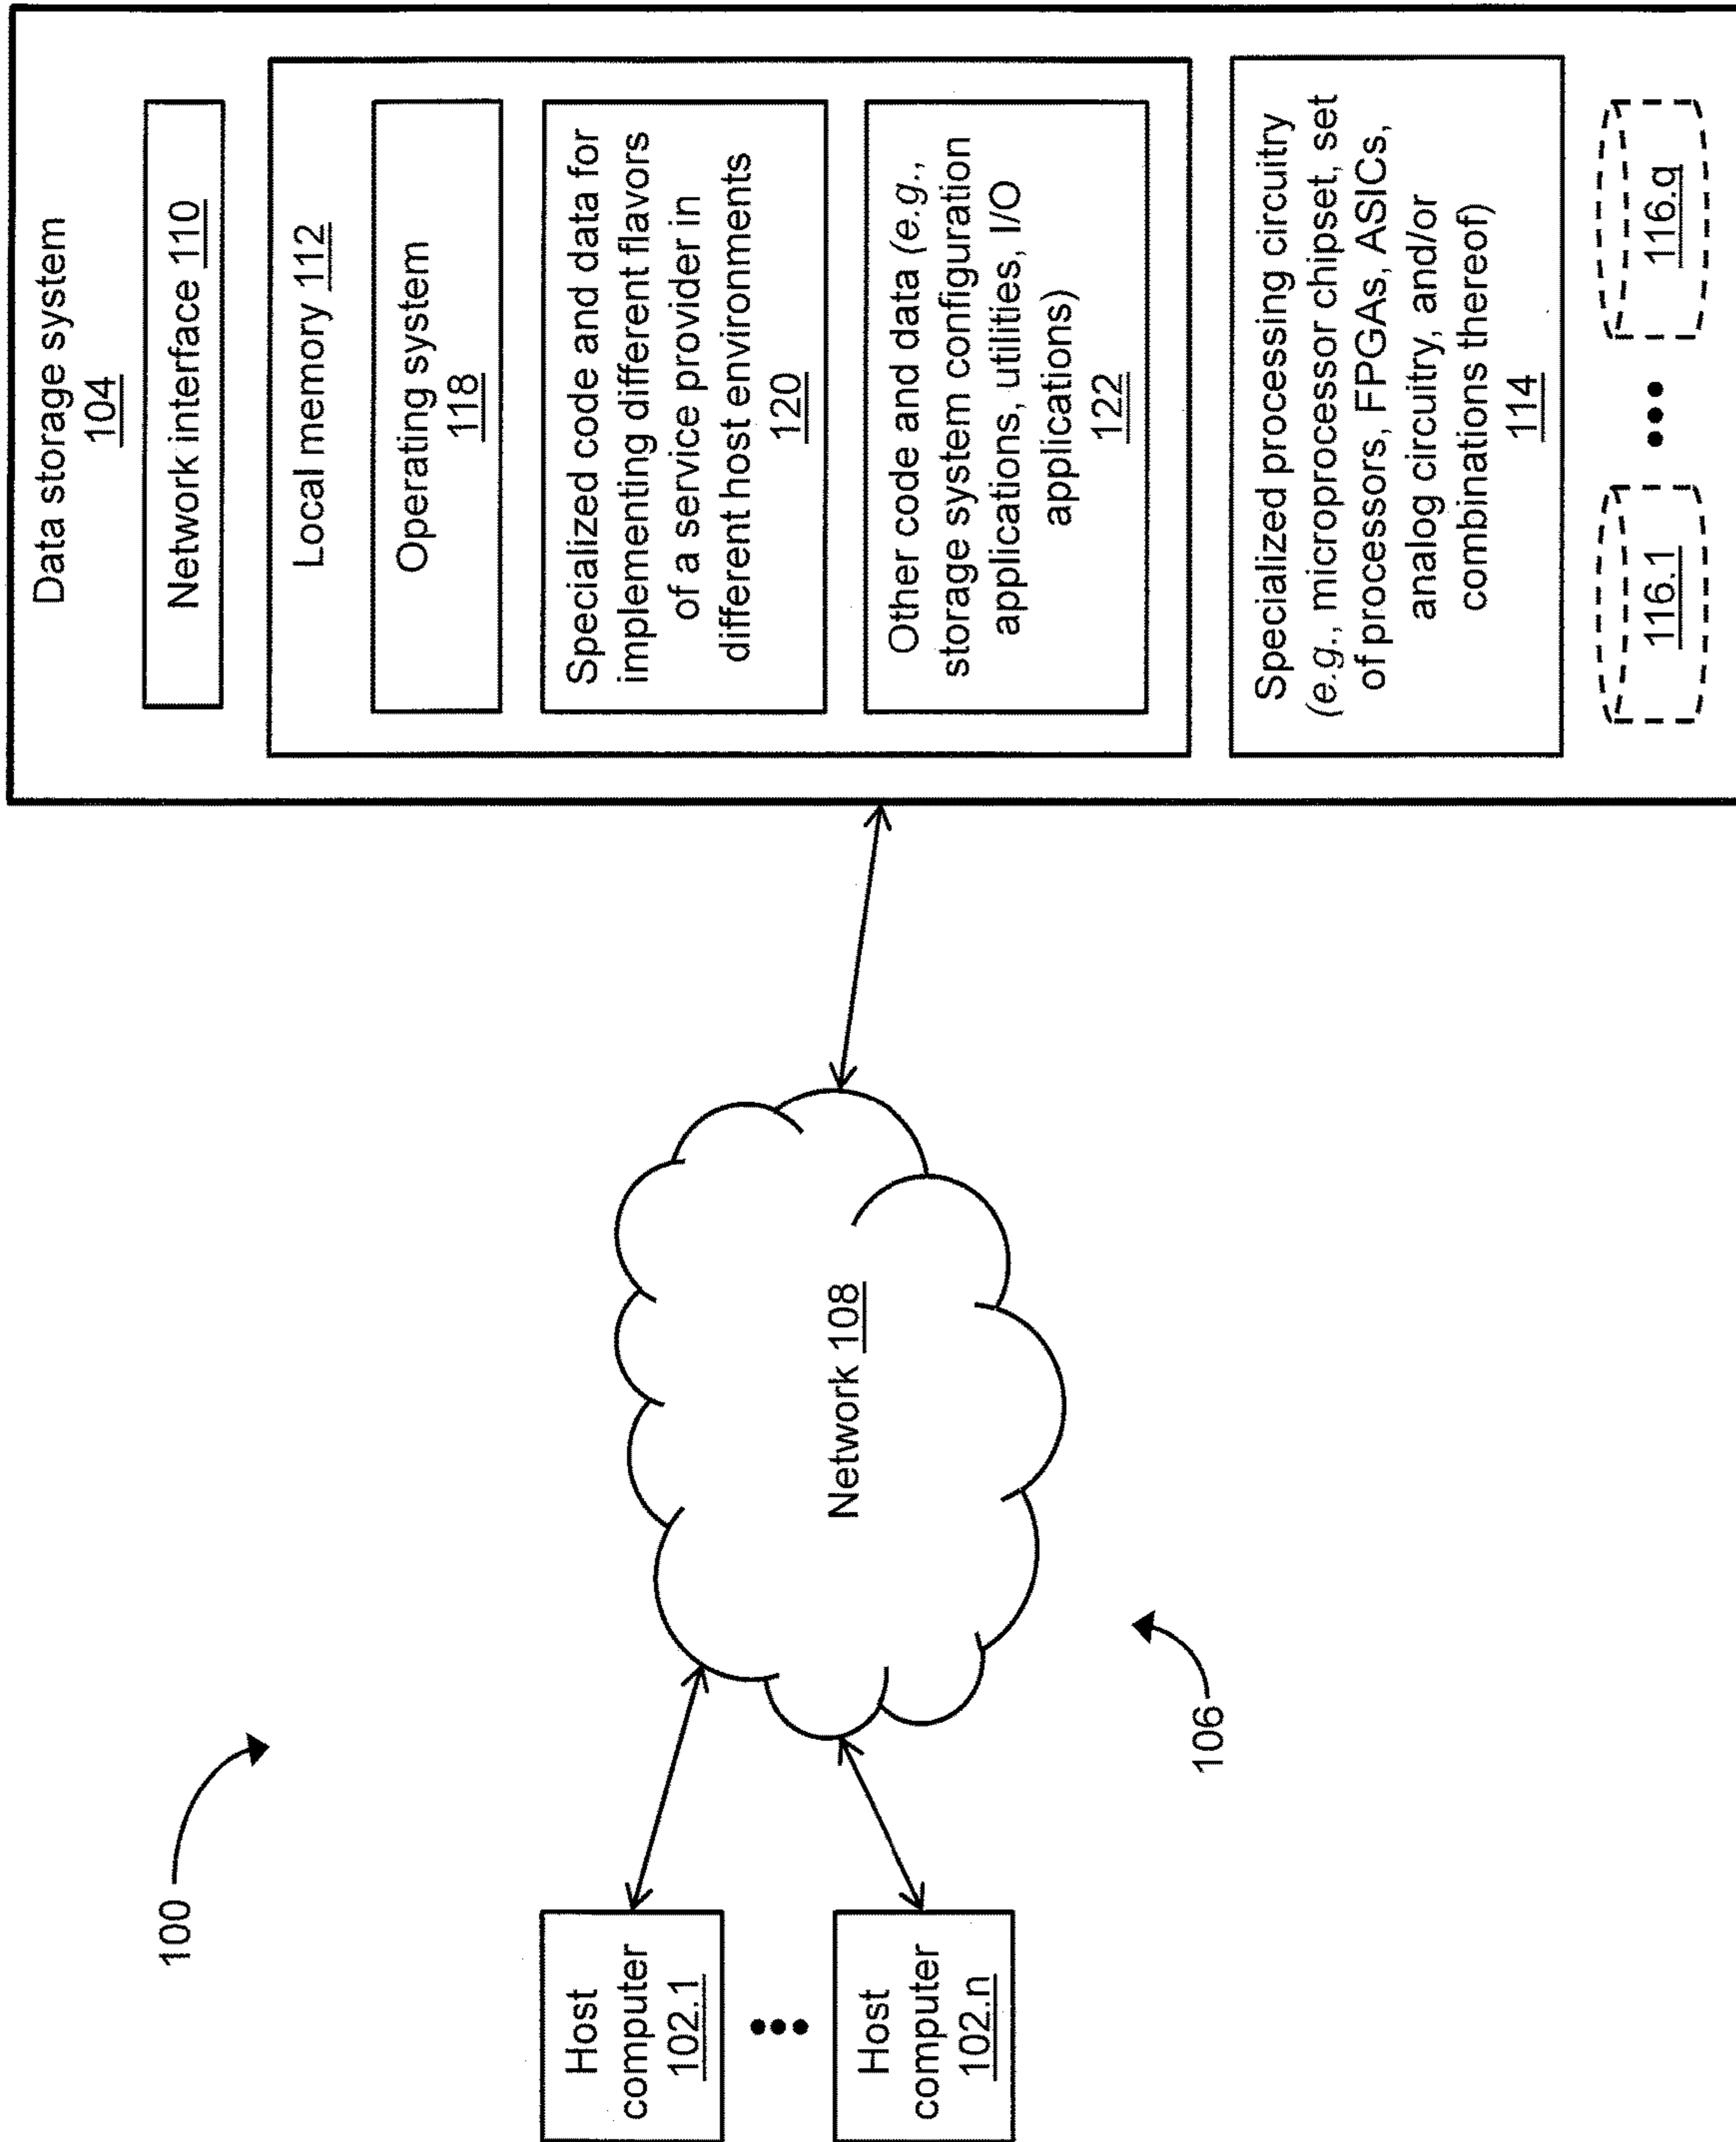 100
Host
computer
102.1
Host
computer
102.n
Network 108
106
Data storage system
104
Network interface 110
Local memory 112
Operating system
118
Specialized code and data for
implementing different flavors
of a service provider in
different host environments
120
Other code and data (e.g.,
storage system configuration
applications, utilities, I/O
applications)
122
Specialized processing circuitry
(e.g., microprocessor chipset, set
of processors, FPGAs, ASICs,
analog circuitry, and/or
combinations thereof)
114
116.1
116.q